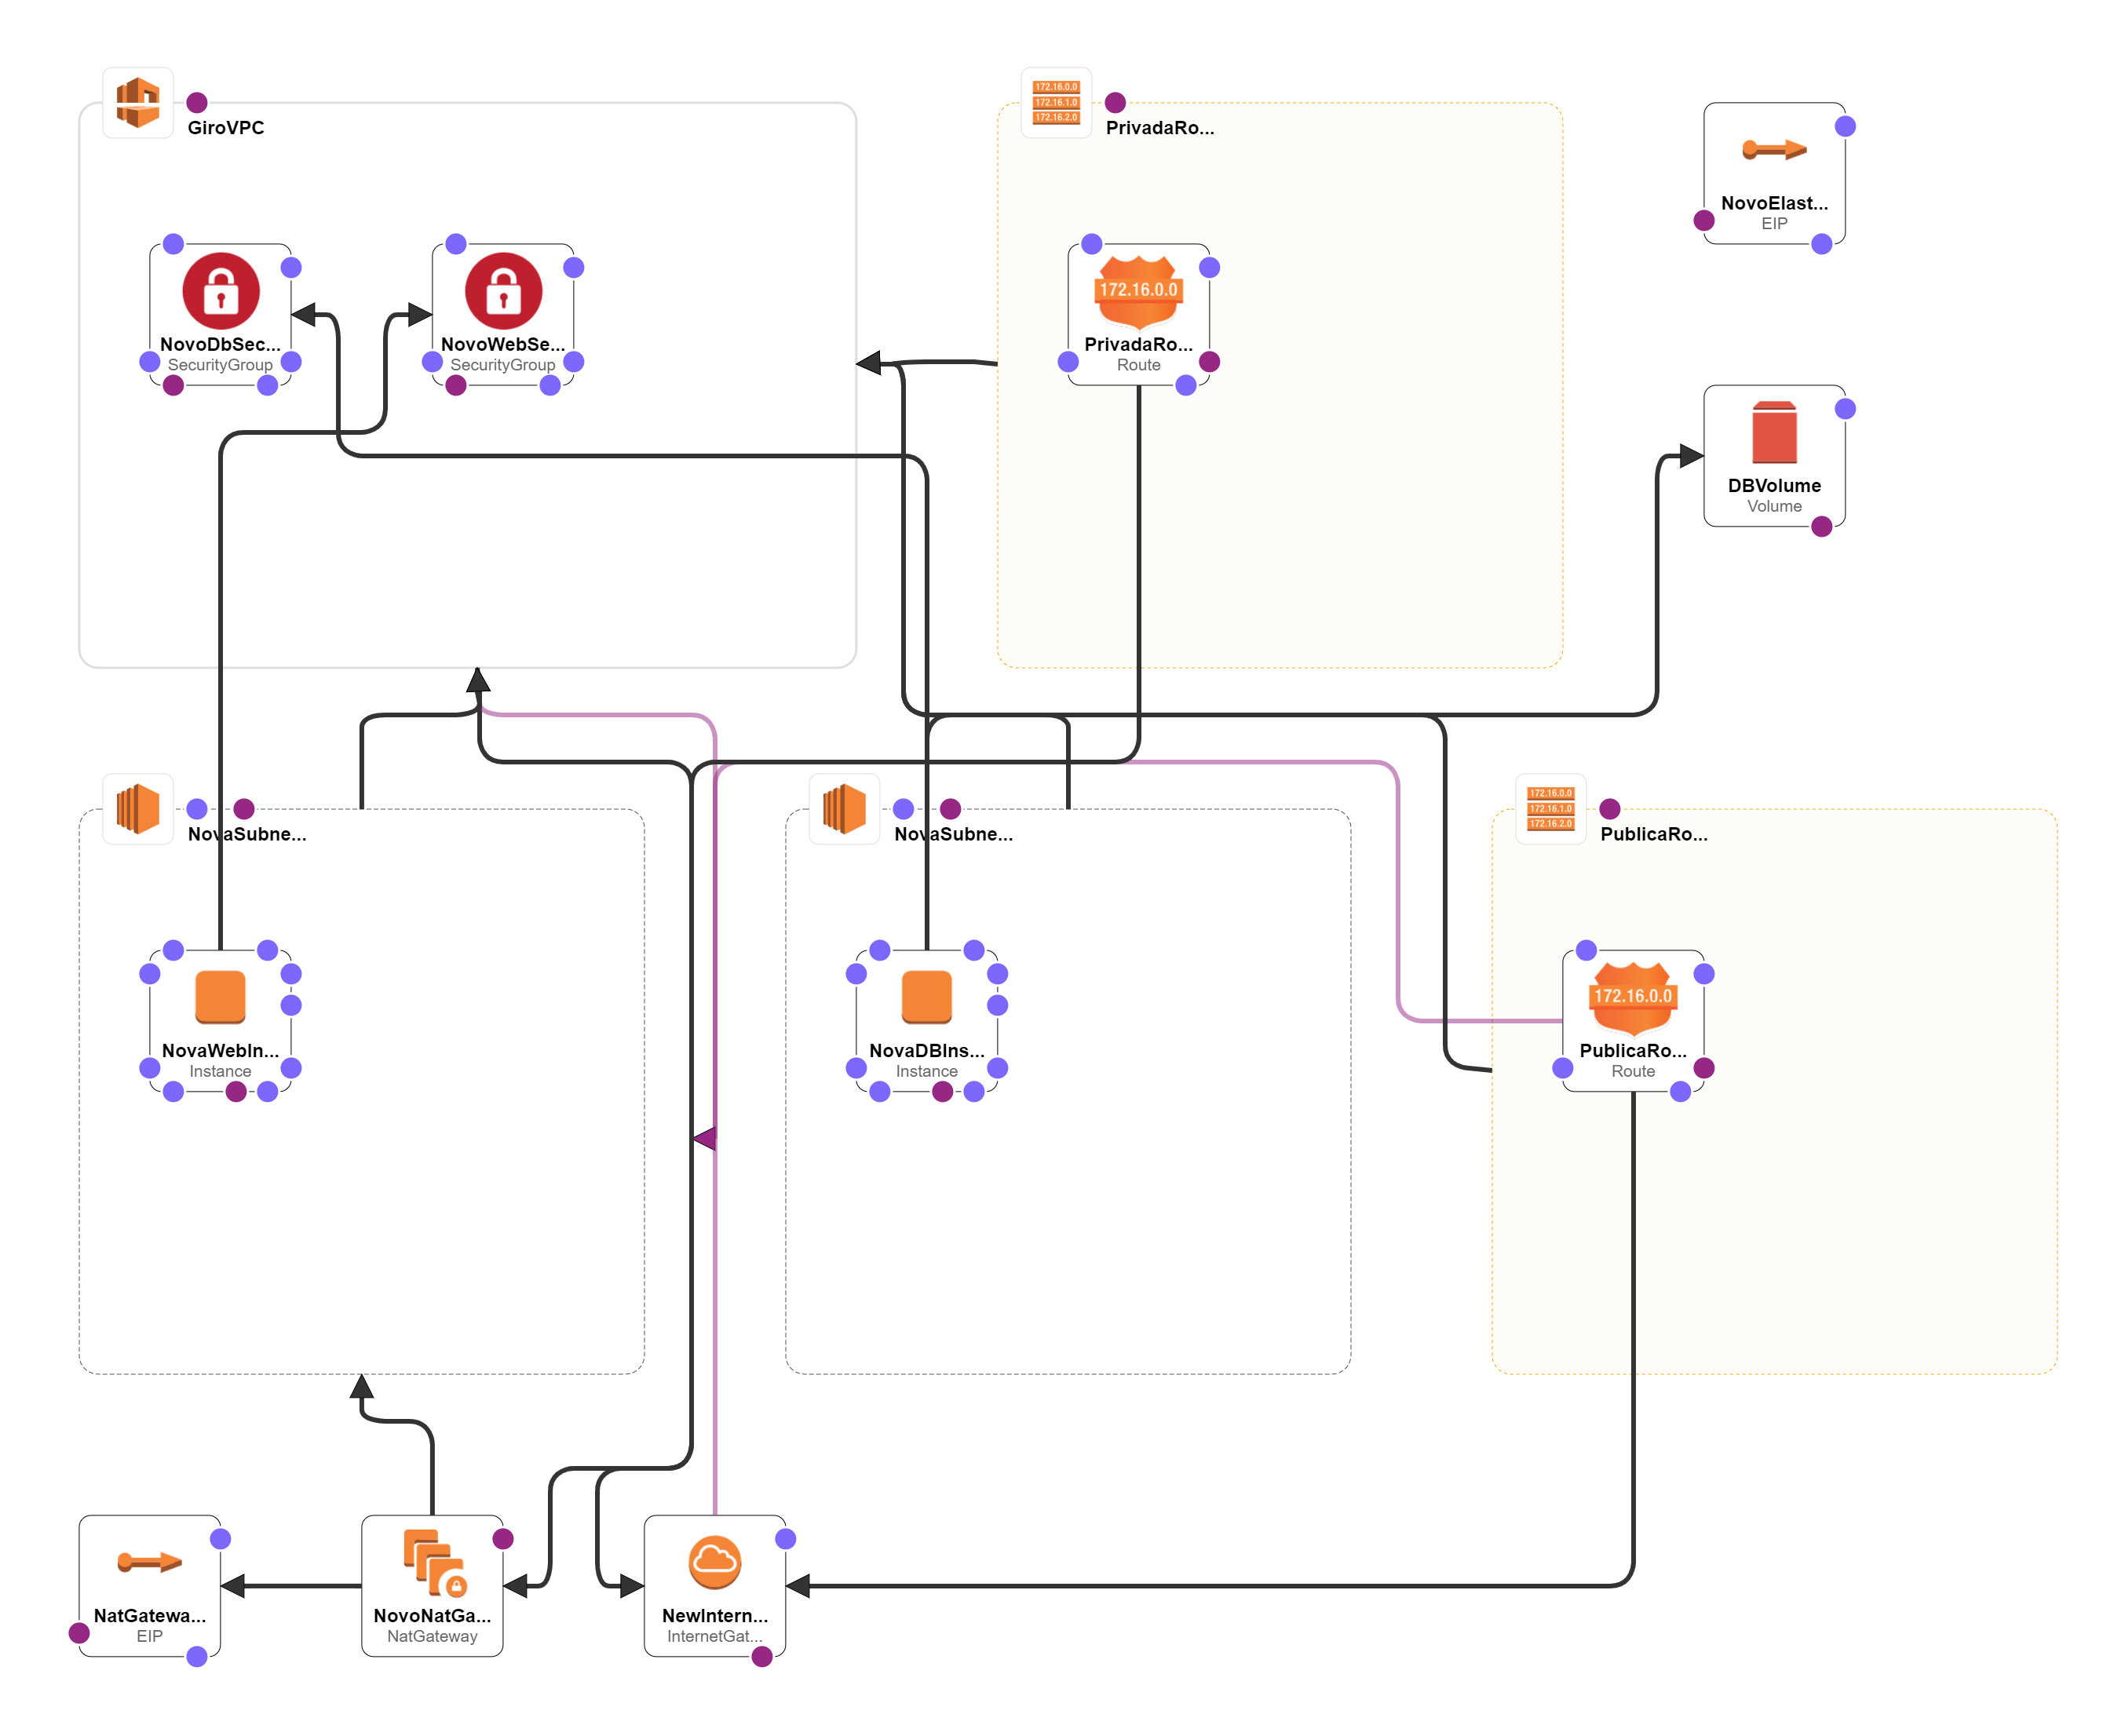 GiroVPC
172.16.0.0
172.16.1.0
172.16.2.0
PrivadaRo...
NovoElast...
EIP
NovoDbSec...
SecurityGroup
NovoWebSe...
SecurityGroup
172.16.0.0
PrivadaRo...
Route
DBVolume
Volume
NovaSubne...
NovaSubne...
172.16.0.0
172.16.1.0
172.16.2.0
PublicaRo...
NovaWebIn...
Instance
NovaDBIns...
Instance
172.16.0.0
PublicaRo...
Route
NatGatewa...
EIP
NovoNatGa...
NatGateway
NewIntern...
InternetGat...